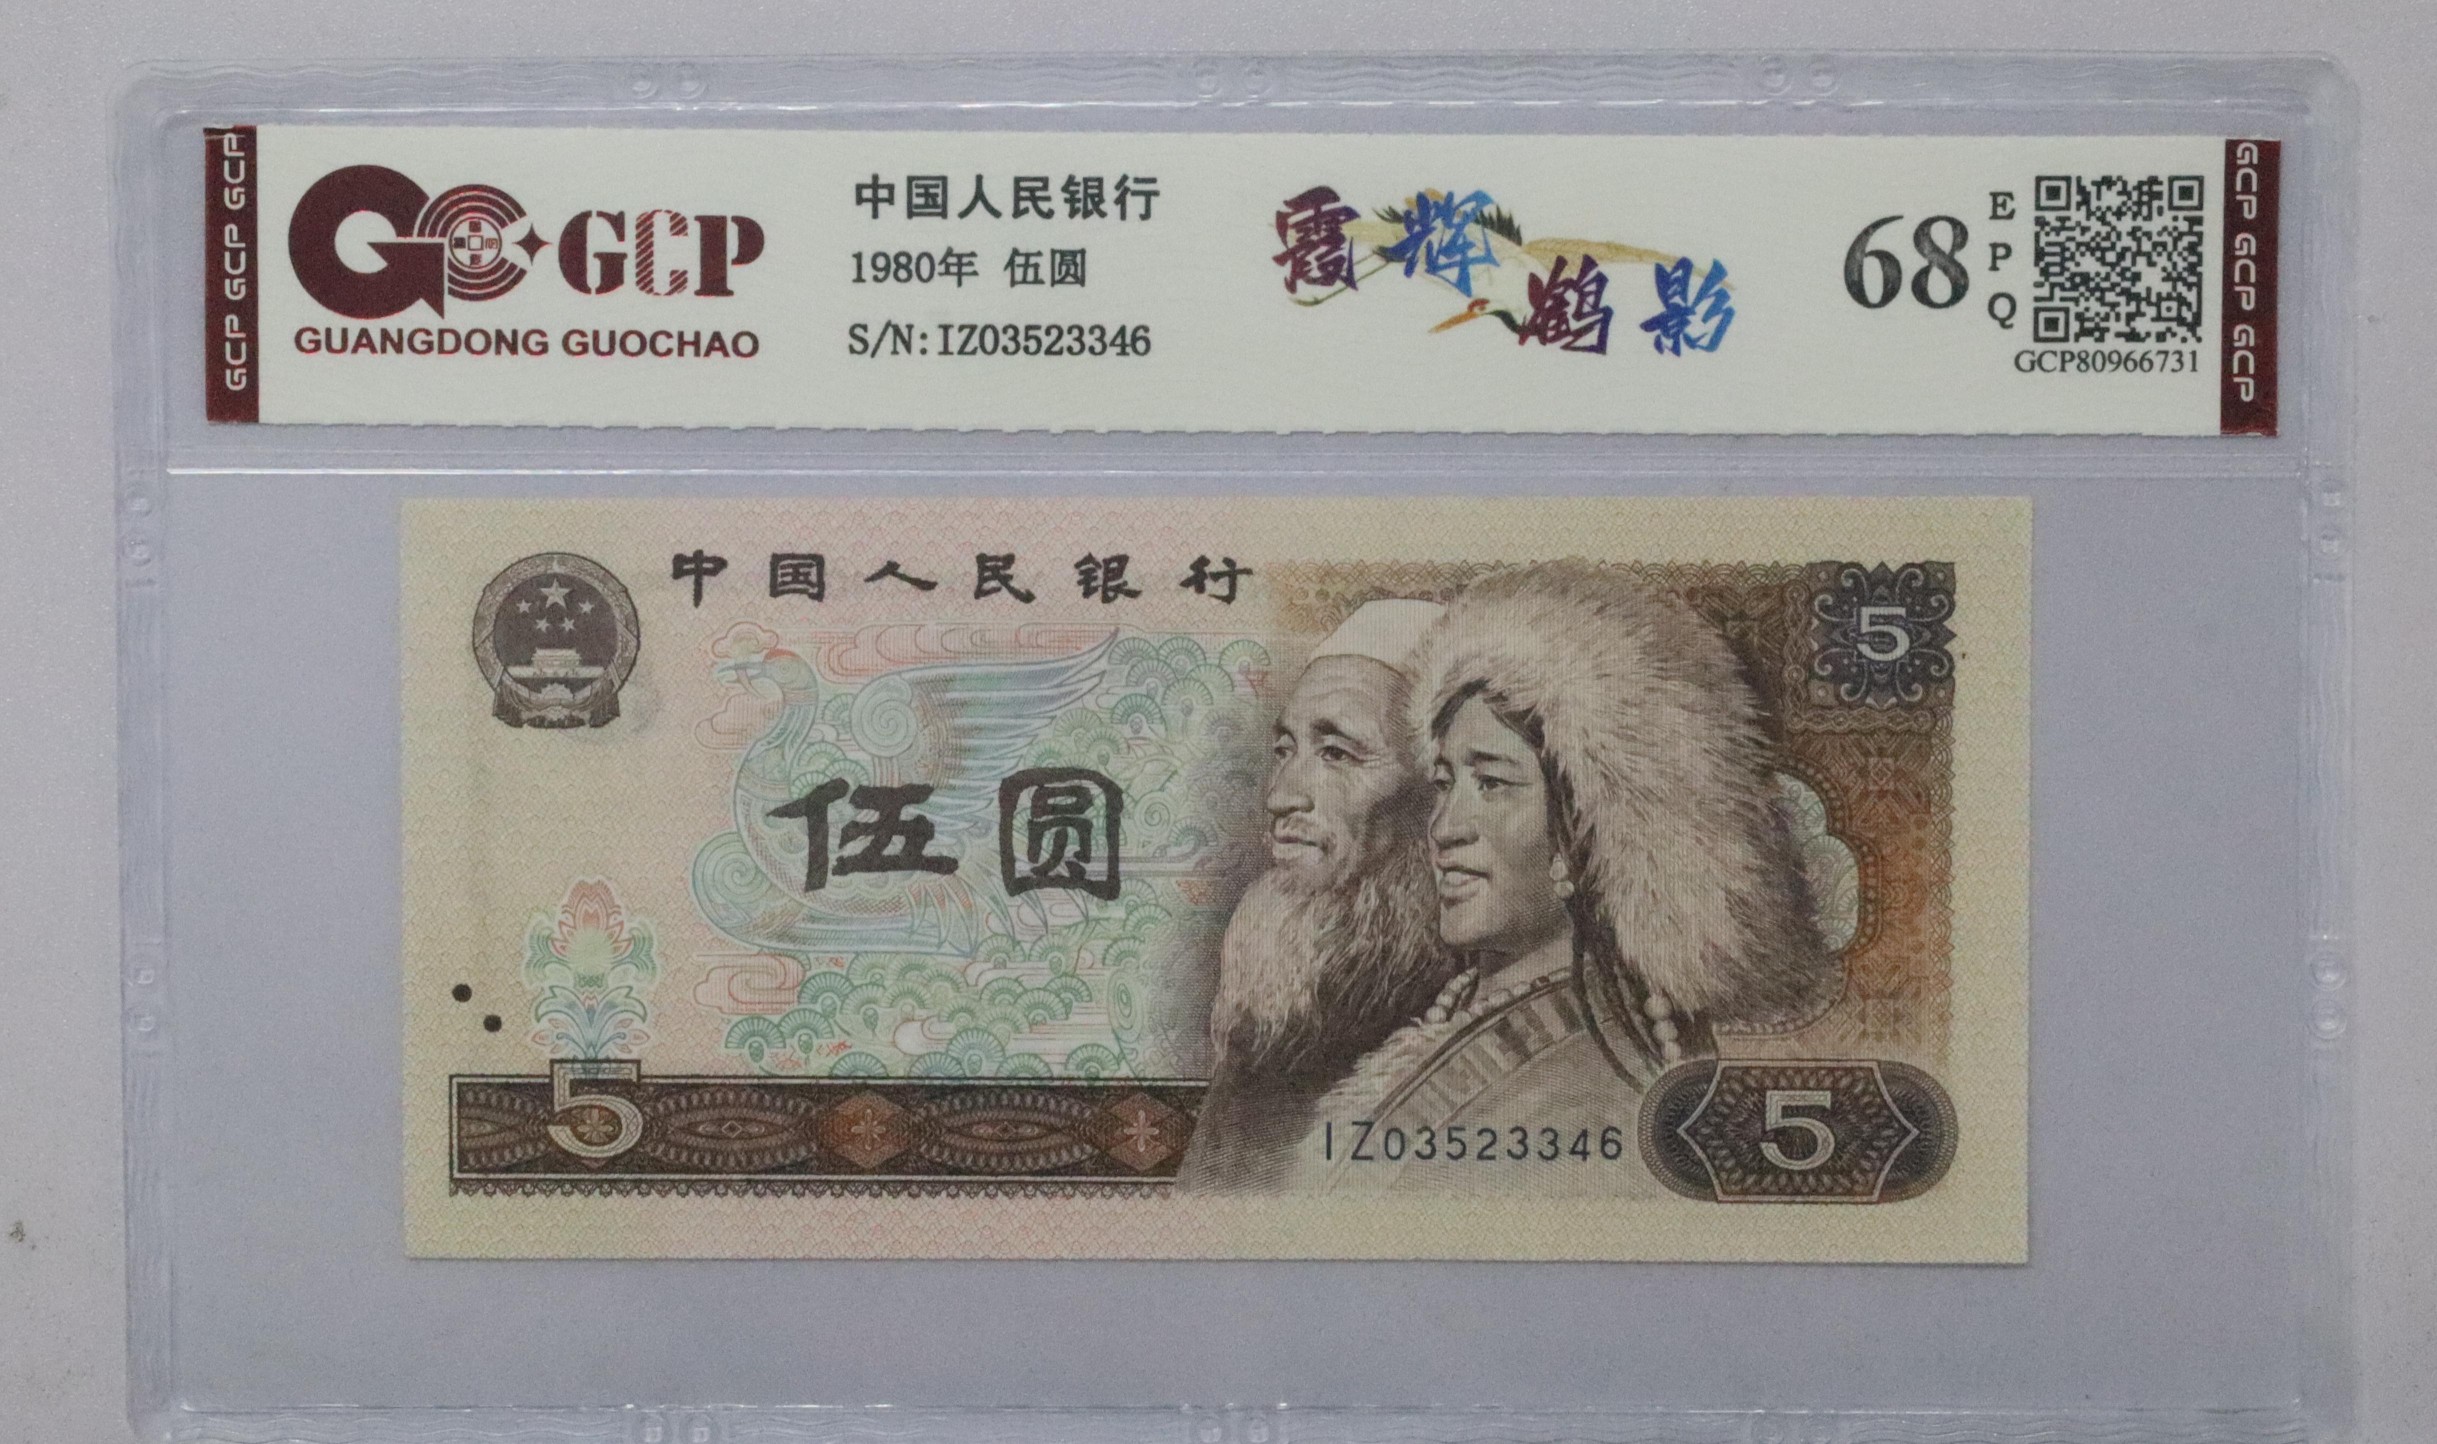 GCP GCP GCP
GCP
GUANGDONG GUOCHAO
中国人民银行
1980年 伍圆
S/N:IZ03523346
霞辉鹤影
68
EPQ
GCP80966731
GCP GCP GCP
中国人民银行
5
伍圆
5
IZ03523346
5